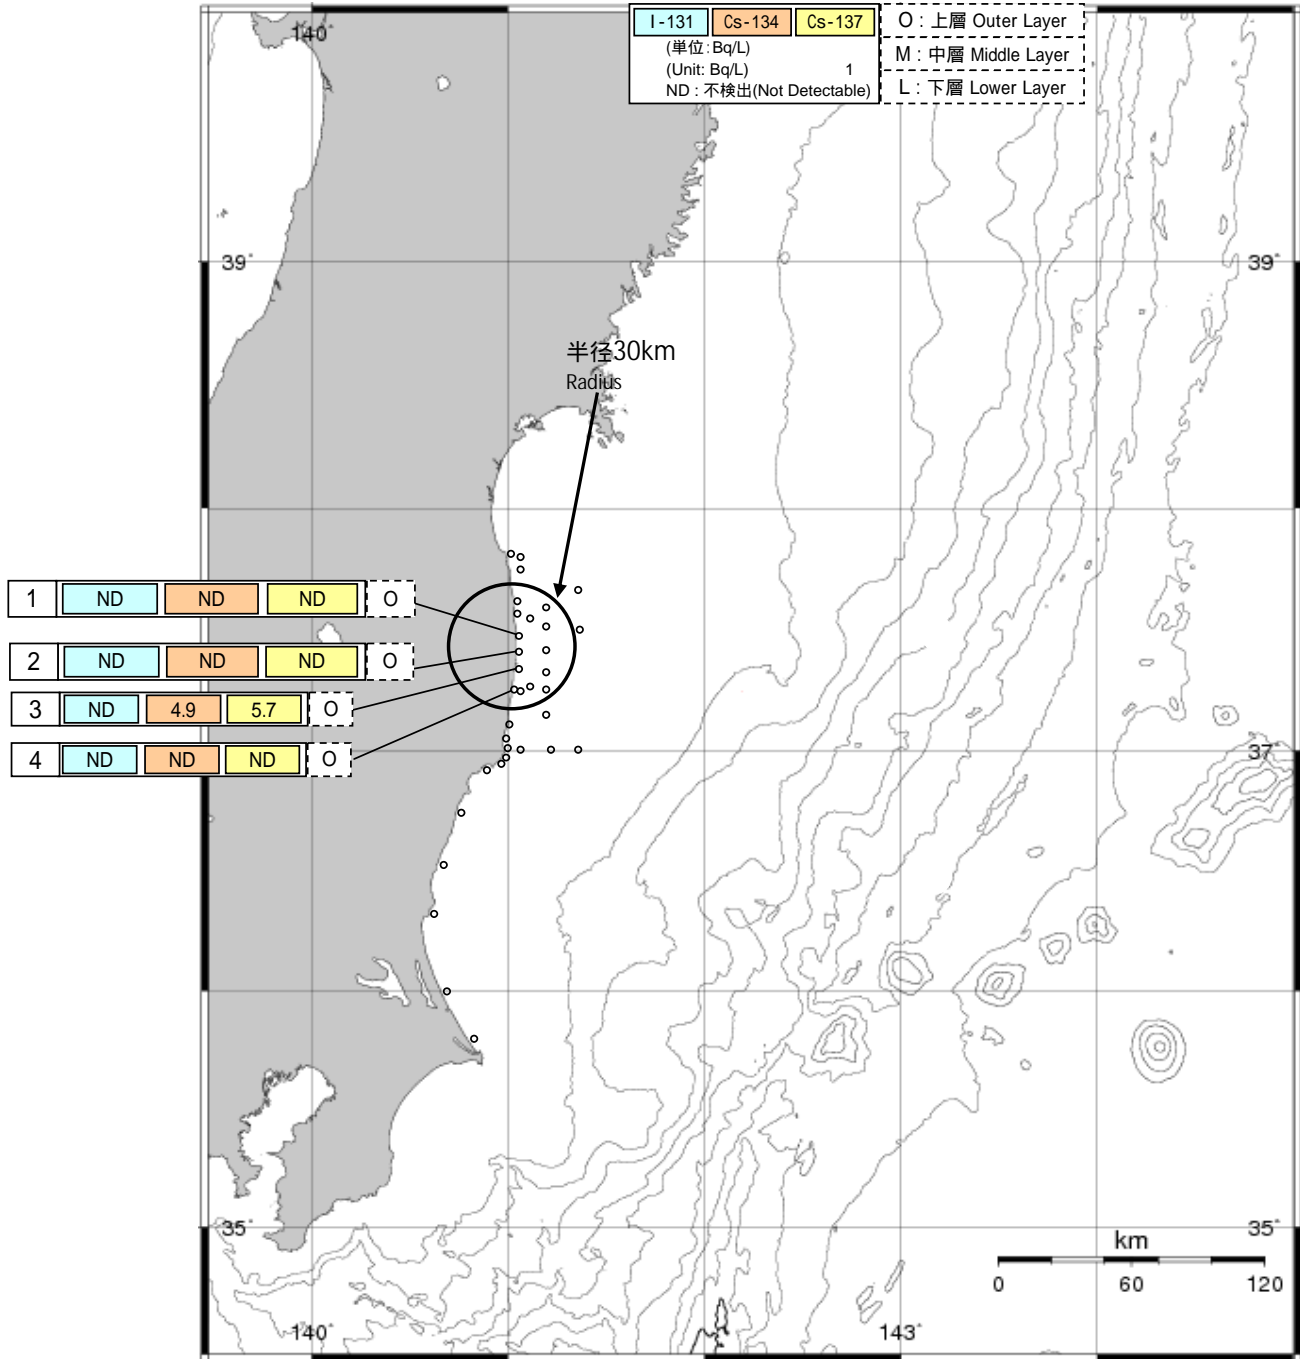 I-131 Cs-134 Cs-137
(単位:Bq/L)
(Unit: Bq/L) 1
ND : 不検出(Not Detectable)
O : 上層 Outer Layer
M : 中層 Middle Layer
L : 下層 Lower Layer
140°
39° 39°
半径30km
Radius
1 ND ND ND O
2 ND ND ND O
3 ND 4.9 5.7 O
4 ND ND ND O
37°
35° 35°
km
0 60 120
140° 143°